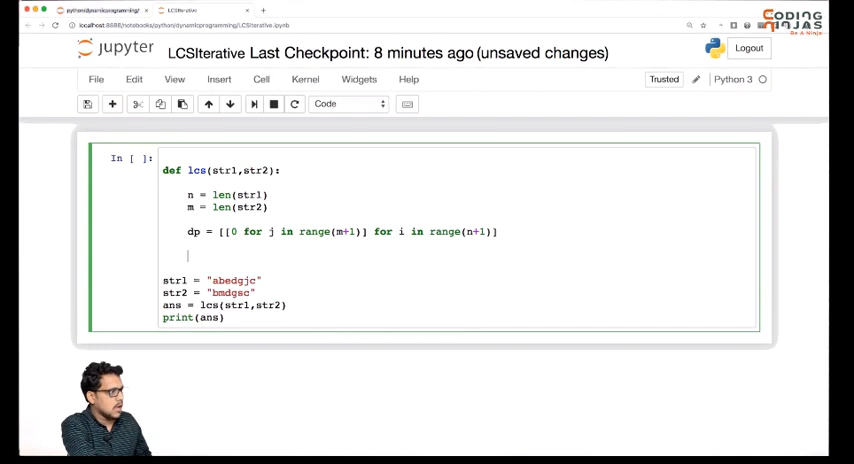 python/dynamicprogramming/
LCSIterative
localhost:8888/notebooks/python/dynamicprogramming/LCSIterative.ipynb
CODING
NINJAS
Be A Ninja
jupyter
LCSIterative Last Checkpoint: 8 minutes ago (unsaved changes)
Logout
File Edit View Insert Cell Kernel Widgets Help
Trusted
Python 3
Code
In [ ]:
def lcs(str1,str2):
n = len(str1)
m = len(str2)
dp = [[0 for j in range(m+1)] for i in range(n+1)]
str1 = "abedgjc"
str2 = "bmdgsc"
ans = lcs(str1,str2)
print(ans)